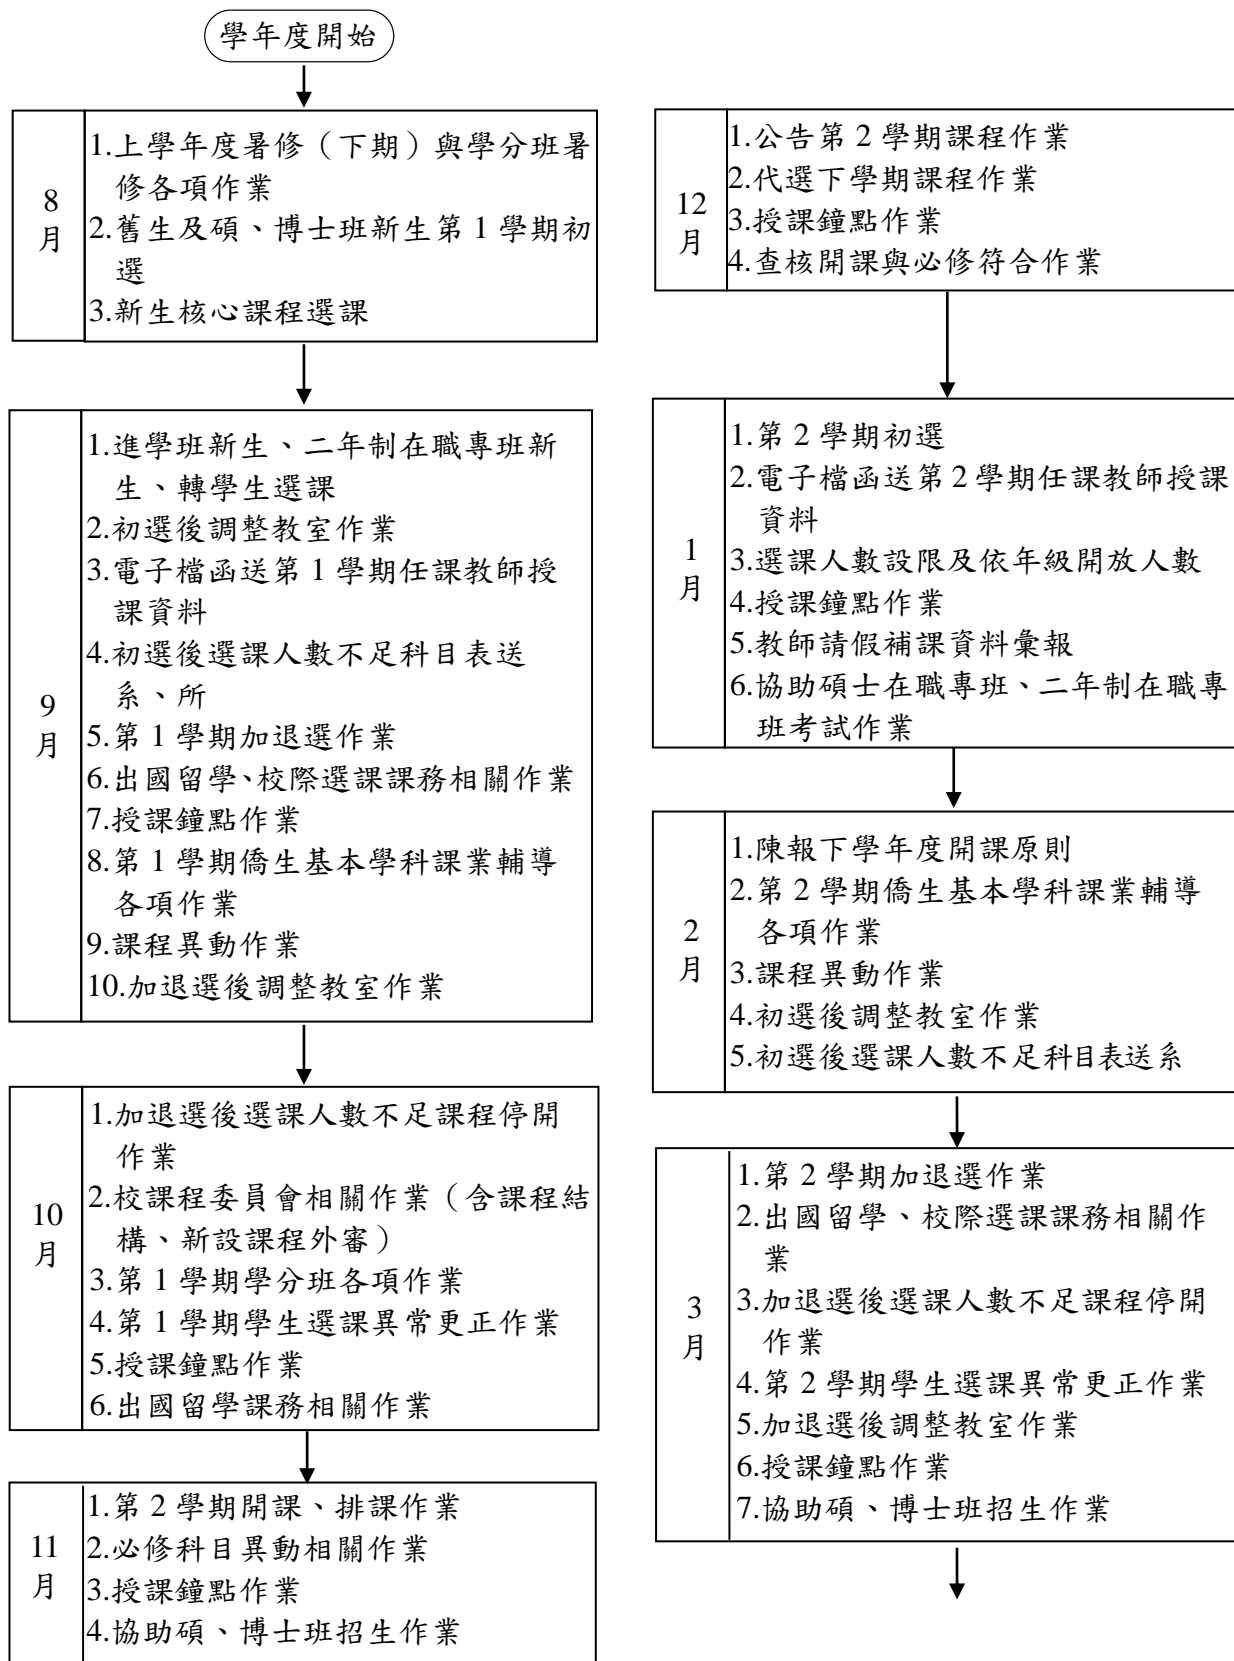 學年度開始
8
月
1.上學年度暑修（下期）與學分班暑
修各項作業
2.舊生及碩、博士班新生第 1 學期初
選
3.新生核心課程選課
9
月
1.進學班新生、二年制在職專班新
生、轉學生選課
2.初選後調整教室作業
3.電子檔函送第 1 學期任課教師授
課資料
4.初選後選課人數不足科目表送
系、所
5.第 1 學期加退選作業
6.出國留學、校際選課課務相關作業
7.授課鐘點作業
8.第 1 學期僑生基本學科課業輔導
各項作業
9.課程異動作業
10.加退選後調整教室作業
10
月
1.加退選後選課人數不足課程停開
作業
2.校課程委員會相關作業（含課程結
構、新設課程外審）
3.第 1 學期學分班各項作業
4.第 1 學期學生選課異常更正作業
5.授課鐘點作業
6.出國留學課務相關作業
11
月
1.第 2 學期開課、排課作業
2.必修科目異動相關作業
3.授課鐘點作業
4.協助碩、博士班招生作業
12
月
1.公告第 2 學期課程作業
2.代選下學期課程作業
3.授課鐘點作業
4.查核開課與必修符合作業
1
月
1.第 2 學期初選
2.電子檔函送第 2 學期任課教師授課
資料
3.選課人數設限及依年級開放人數
4.授課鐘點作業
5.教師請假補課資料彙報
6.協助碩士在職專班、二年制在職專
班考試作業
2
月
1.陳報下學年度開課原則
2.第 2 學期僑生基本學科課業輔導
各項作業
3.課程異動作業
4.初選後調整教室作業
5.初選後選課人數不足科目表送系
3
月
1.第 2 學期加退選作業
2.出國留學、校際選課課務相關作
業
3.加退選後選課人數不足課程停開
作業
4.第 2 學期學生選課異常更正作業
5.加退選後調整教室作業
6.授課鐘點作業
7.協助碩、博士班招生作業